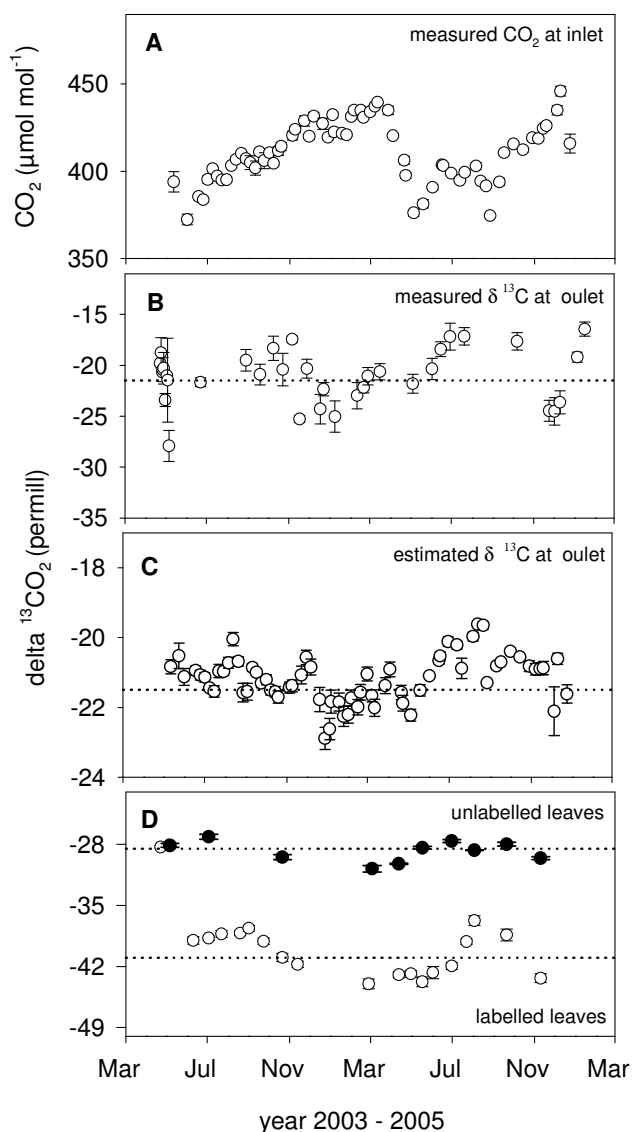 A measured CO₂ at inlet
450
400
350
CO₂ (µmol mol⁻¹)
B measured δ ¹³C at oulet
-15
-20
-25
-30
-35
C estimated δ ¹³C at oulet
-18
-20
-22
-24
delta ¹³CO₂ (permill)
D unlabelled leaves
-28
-35
-42
-49
labelled leaves
Mar Jul Nov Mar Jul Nov Mar
year 2003 - 2005